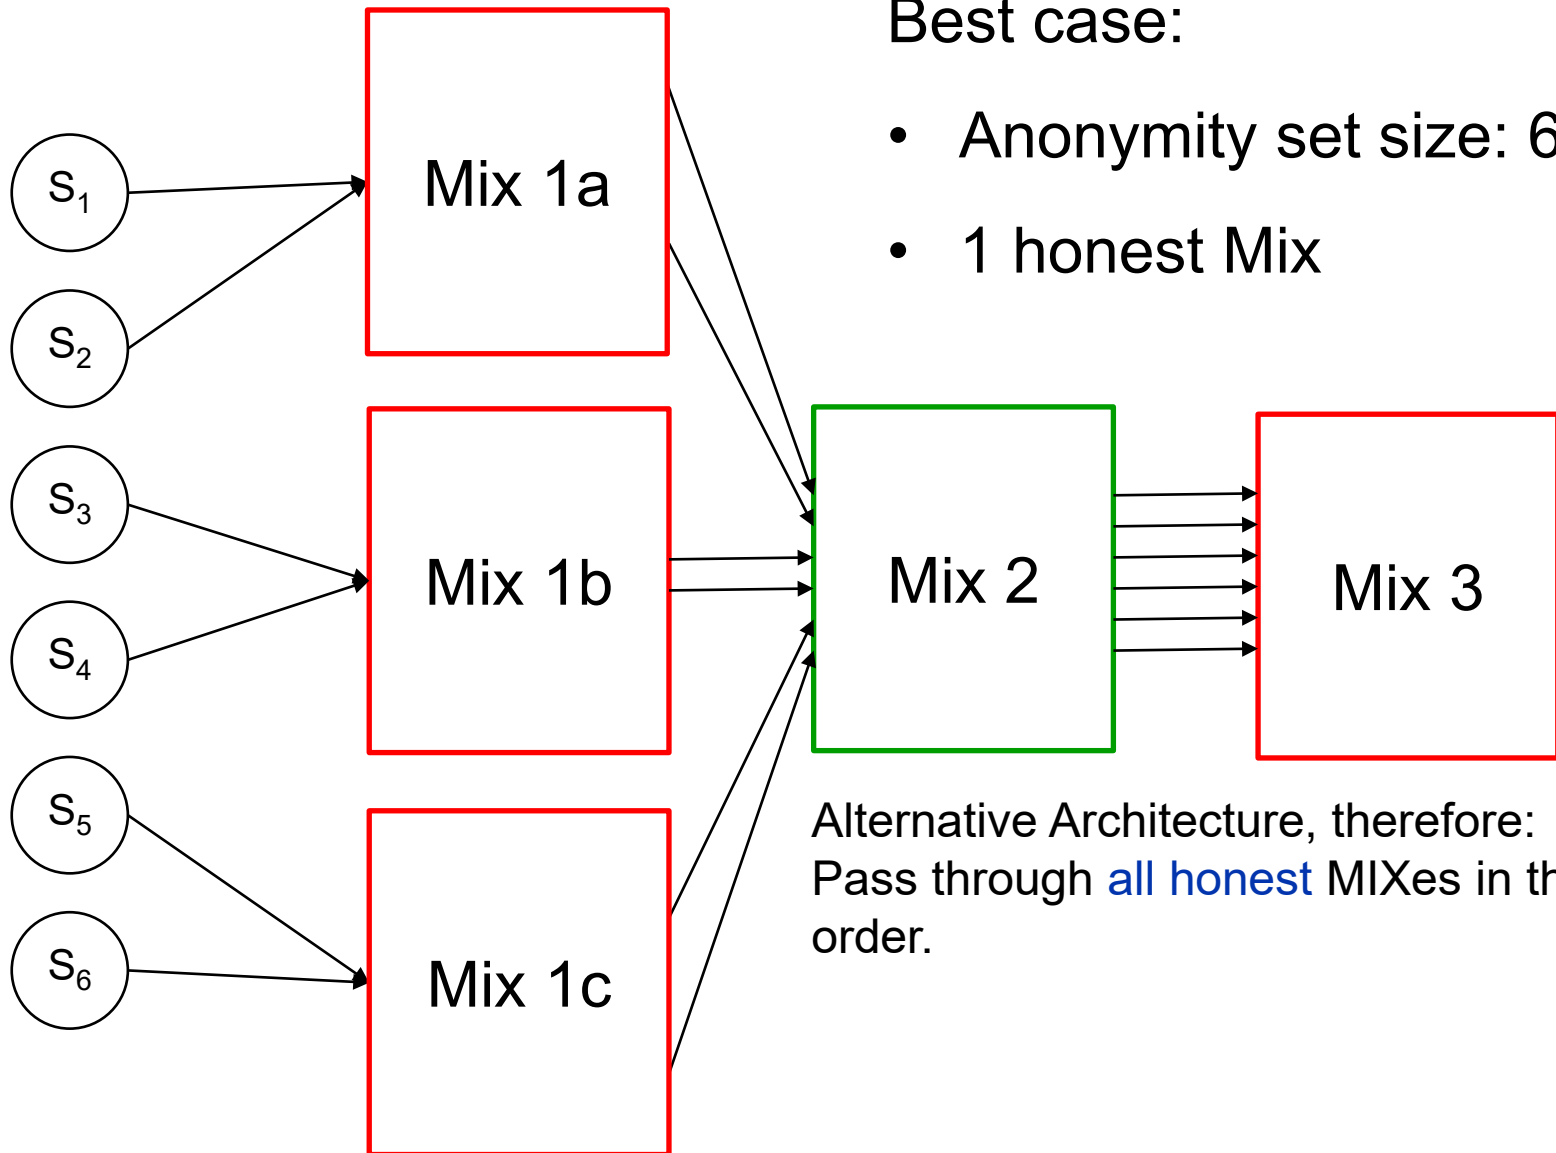 Best case:
• Anonymity set size: 6
• 1 honest Mix
S1
S2
S3
S4
S5
S6
Mix 1a
Mix 1b
Mix 1c
Mix 2
Mix 3
Alternative Architecture, therefore:
Pass through all honest MIXes in
order.